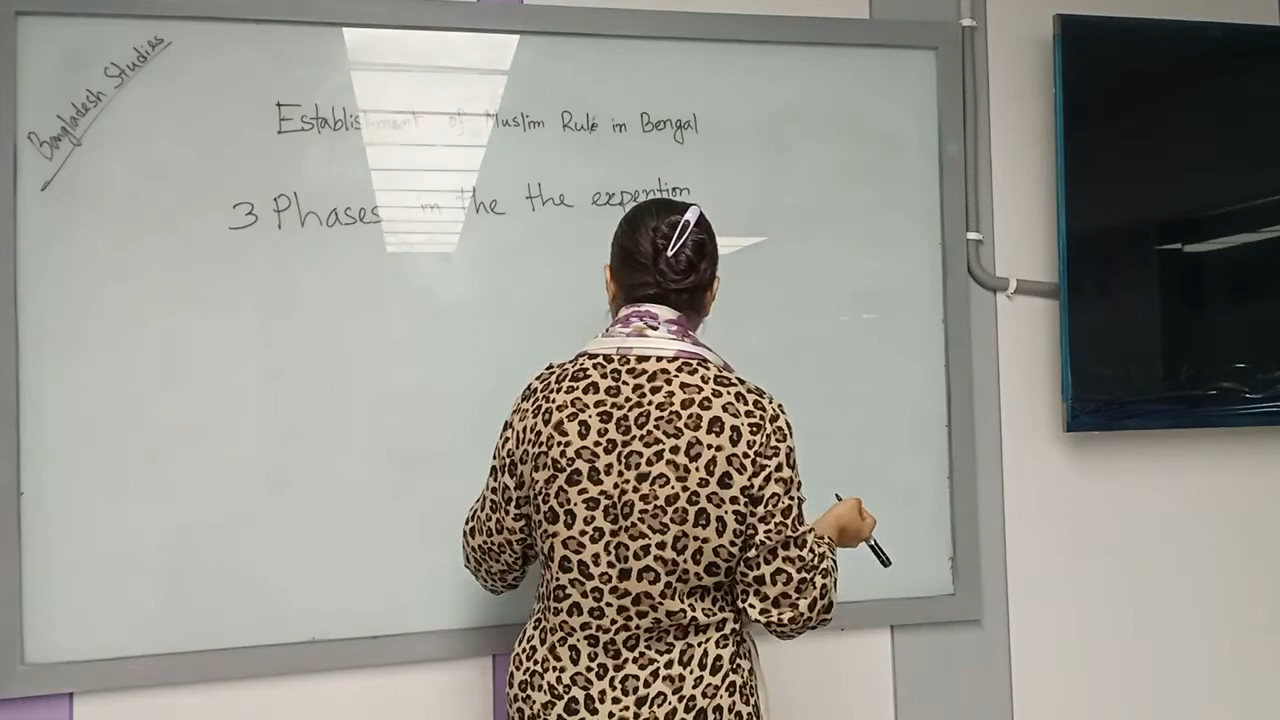 Bangladesh Studies
Establishment of Muslim Rule in Bengal
3 Phases in the the expention